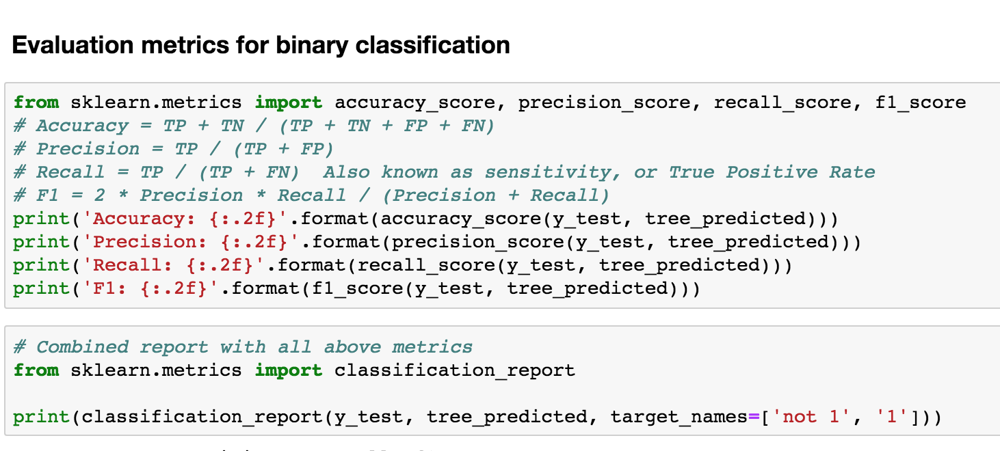 Evaluation metrics for binary classification
from sklearn.metrics import accuracy_score, precision_score, recall_score, f1_score
# Accuracy = TP + TN / (TP + TN + FP + FN)
# Precision = TP / (TP + FP)
# Recall = TP / (TP + FN)  Also known as sensitivity, or True Positive Rate
# F1 = 2 * Precision * Recall / (Precision + Recall)
print('Accuracy: {:.2f}'.format(accuracy_score(y_test, tree_predicted)))
print('Precision: {:.2f}'.format(precision_score(y_test, tree_predicted)))
print('Recall: {:.2f}'.format(recall_score(y_test, tree_predicted)))
print('F1: {:.2f}'.format(f1_score(y_test, tree_predicted)))
# Combined report with all above metrics
from sklearn.metrics import classification_report
print(classification_report(y_test, tree_predicted, target_names=['not 1', '1']))